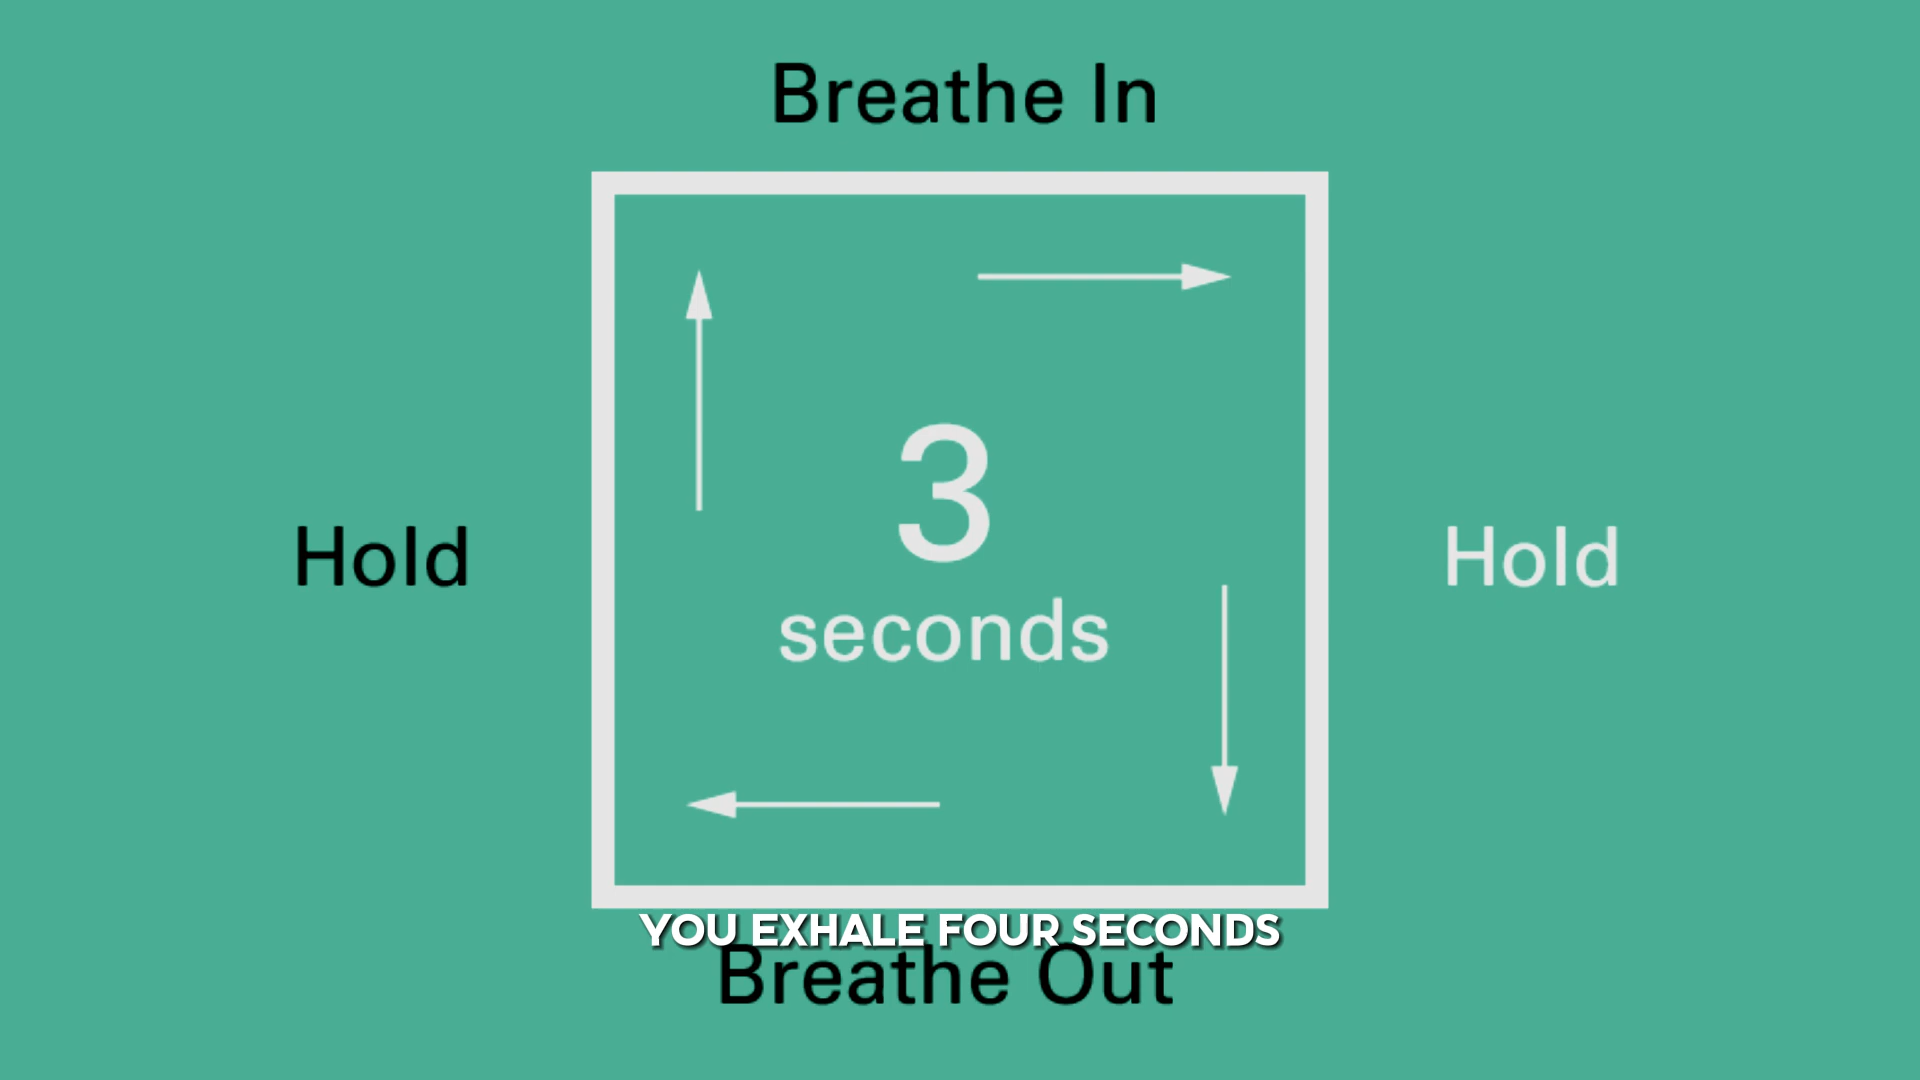 Breathe In
Hold
3
seconds
Hold
YOU EXHALE FOUR SECONDS
Breathe Out